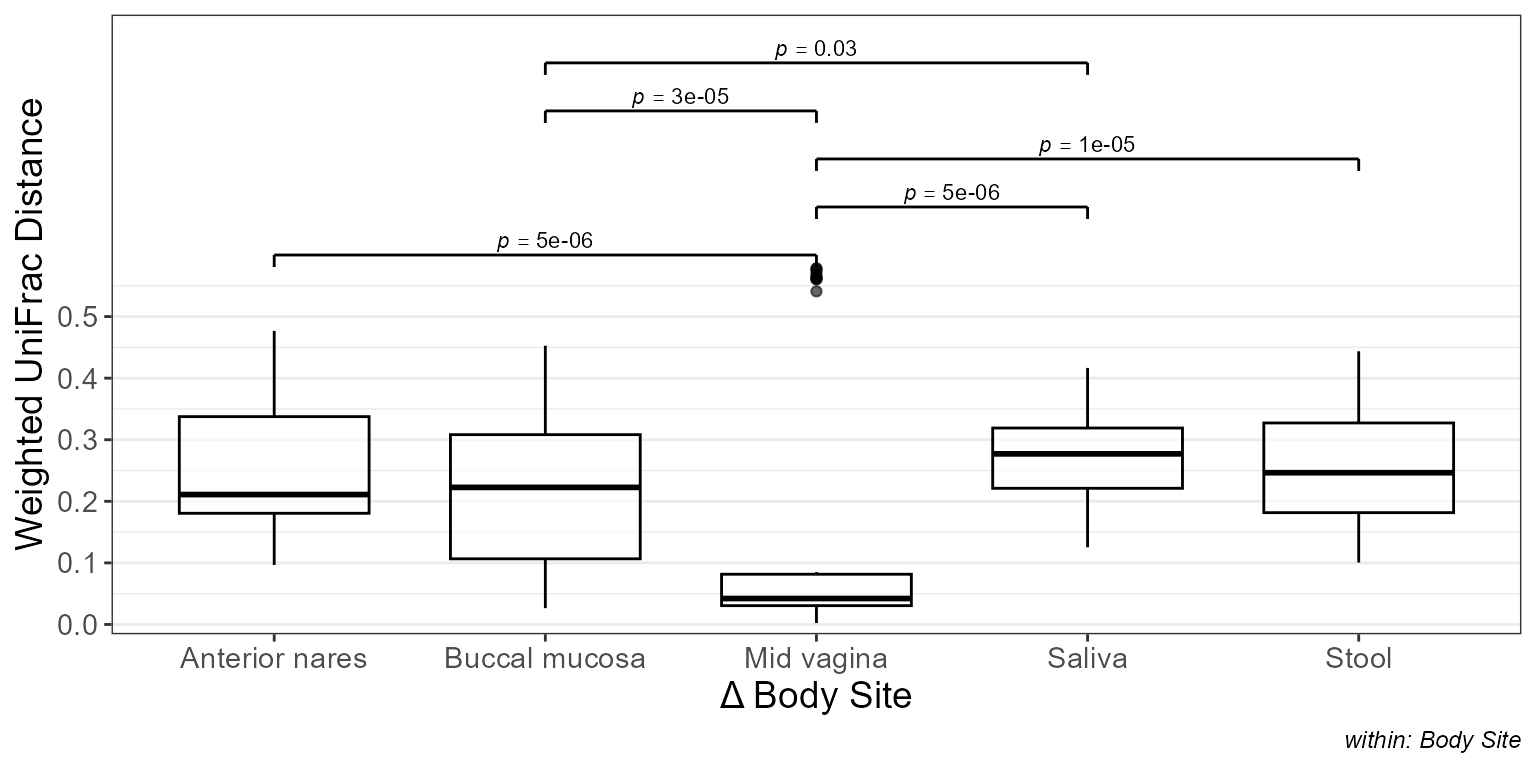 p = 0.03
p = 3e-05
p = 1e-05
p = 5e-06
p = 5e-06
Weighted UniFrac Distance
0.5
0.4
0.3
0.2
0.1
0.0
Anterior nares Buccal mucosa Mid vagina Saliva Stool
Δ Body Site
within: Body Site